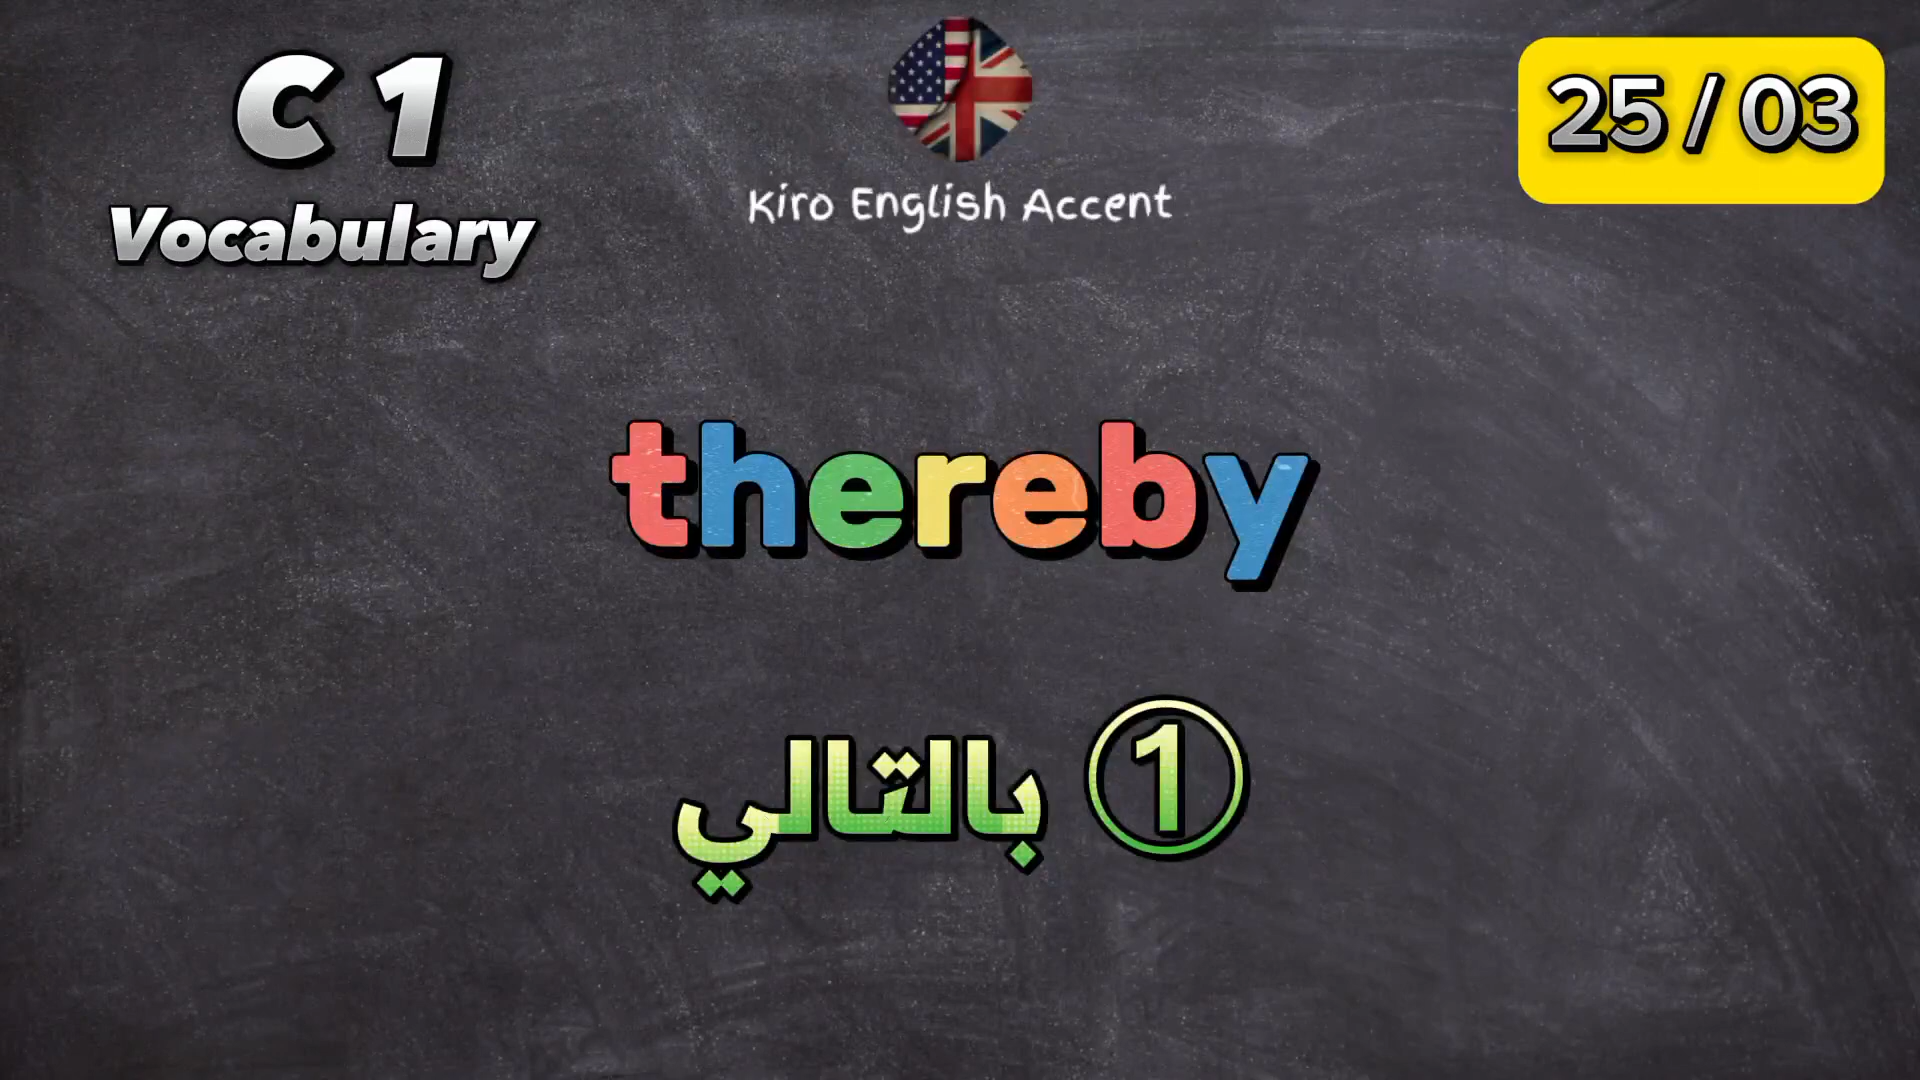 C 1
Vocabulary
Kiro English Accent
25 / 03
thereby
① بالتالي